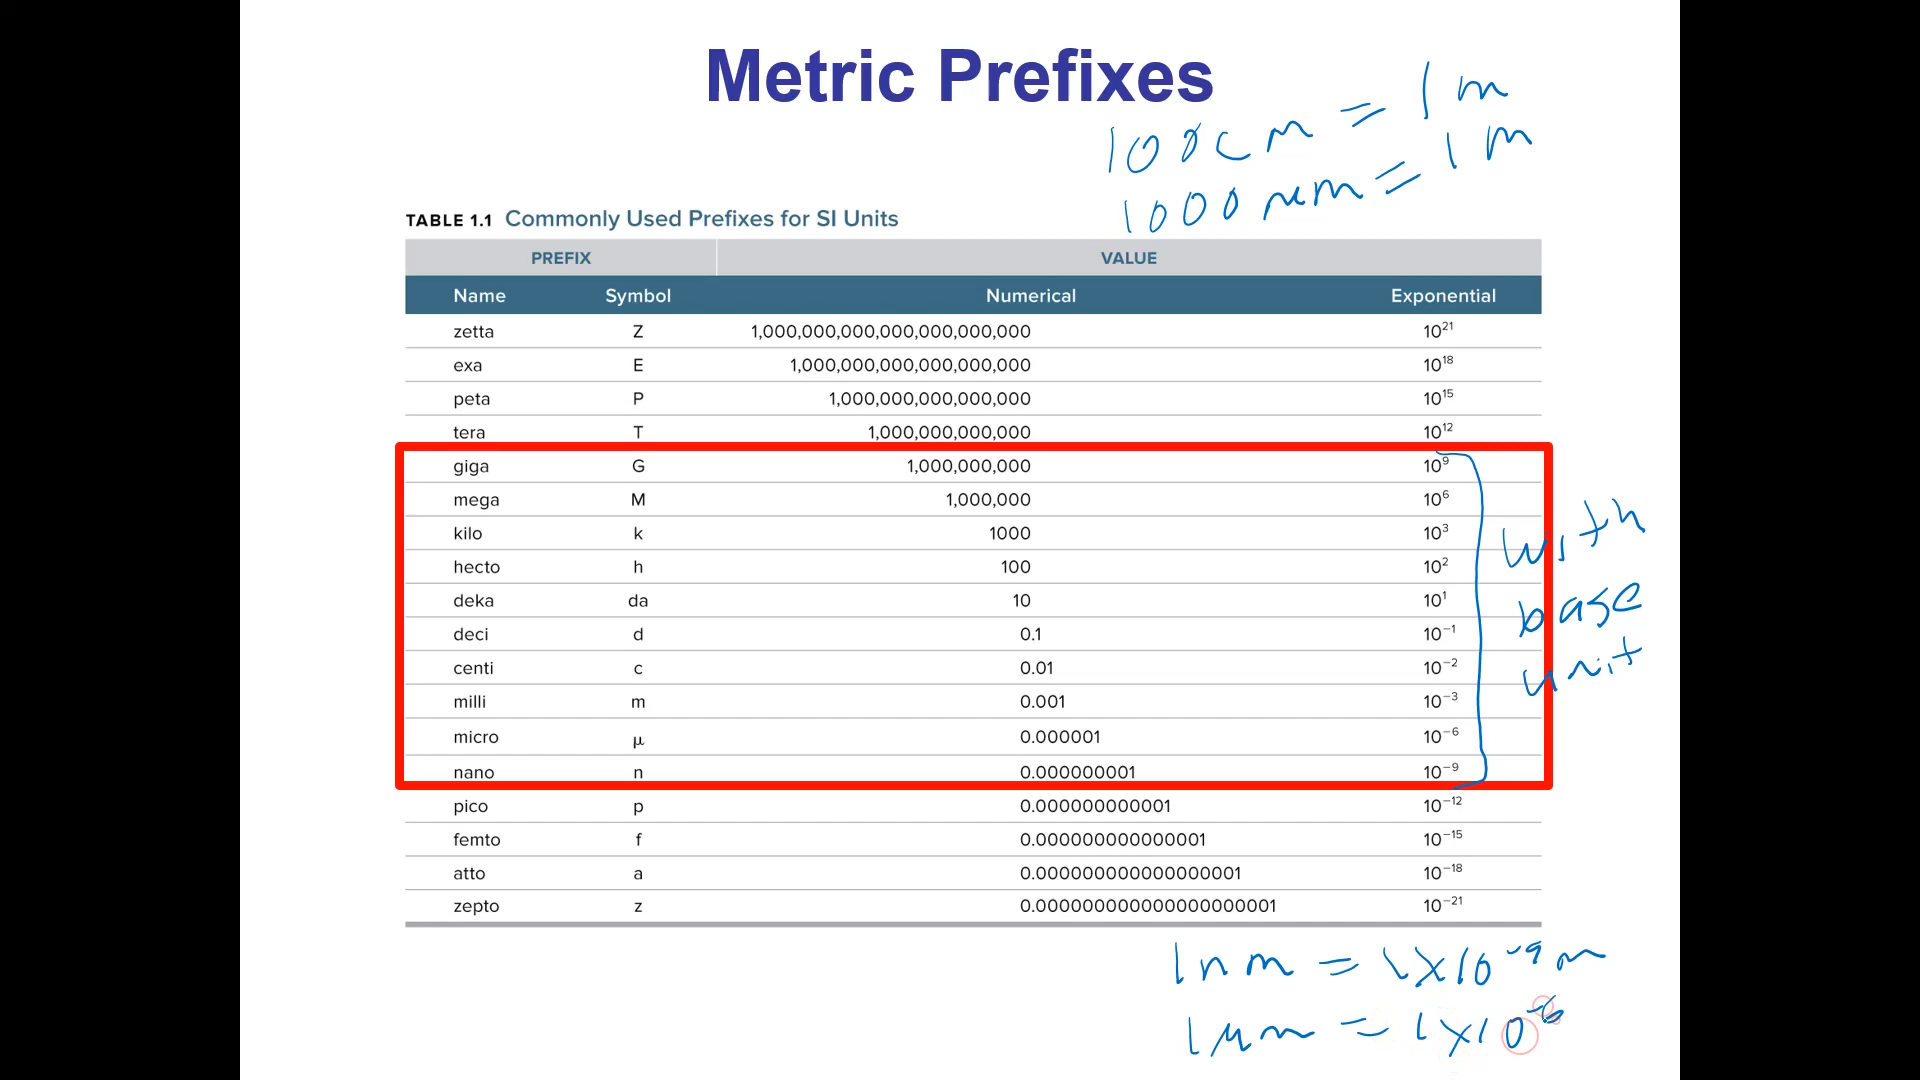 Metric Prefixes
100cm = 1m
1000mm = 1m
TABLE 1.1 Commonly Used Prefixes for SI Units
PREFIX VALUE
Name Symbol Numerical Exponential
zetta Z 1,000,000,000,000,000,000,000 10²¹
exa E 1,000,000,000,000,000,000 10¹⁸
peta P 1,000,000,000,000,000 10¹⁵
tera T 1,000,000,000,000 10¹²
giga G 1,000,000,000 10⁹
mega M 1,000,000 10⁶
kilo k 1000 10³
hecto h 100 10²
deka da 10 10¹
deci d 0.1 10⁻¹
centi c 0.01 10⁻²
milli m 0.001 10⁻³
micro μ 0.000001 10⁻⁶
nano n 0.000000001 10⁻⁹
with
base
unit
pico p 0.000000000001 10⁻¹²
femto f 0.000000000000001 10⁻¹⁵
atto a 0.000000000000000001 10⁻¹⁸
zepto z 0.000000000000000000001 10⁻²¹
1nm = 1×10⁻⁹m
1μm = 1×10⁻⁶